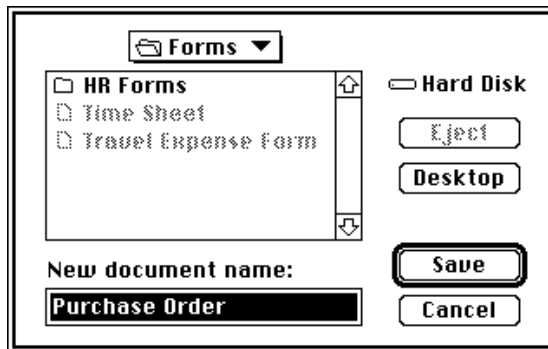 Forms
HR Forms
Time Sheet
Travel Expense Form
Hard Disk
Eject
Desktop
New document name:
Purchase Order
Save
Cancel